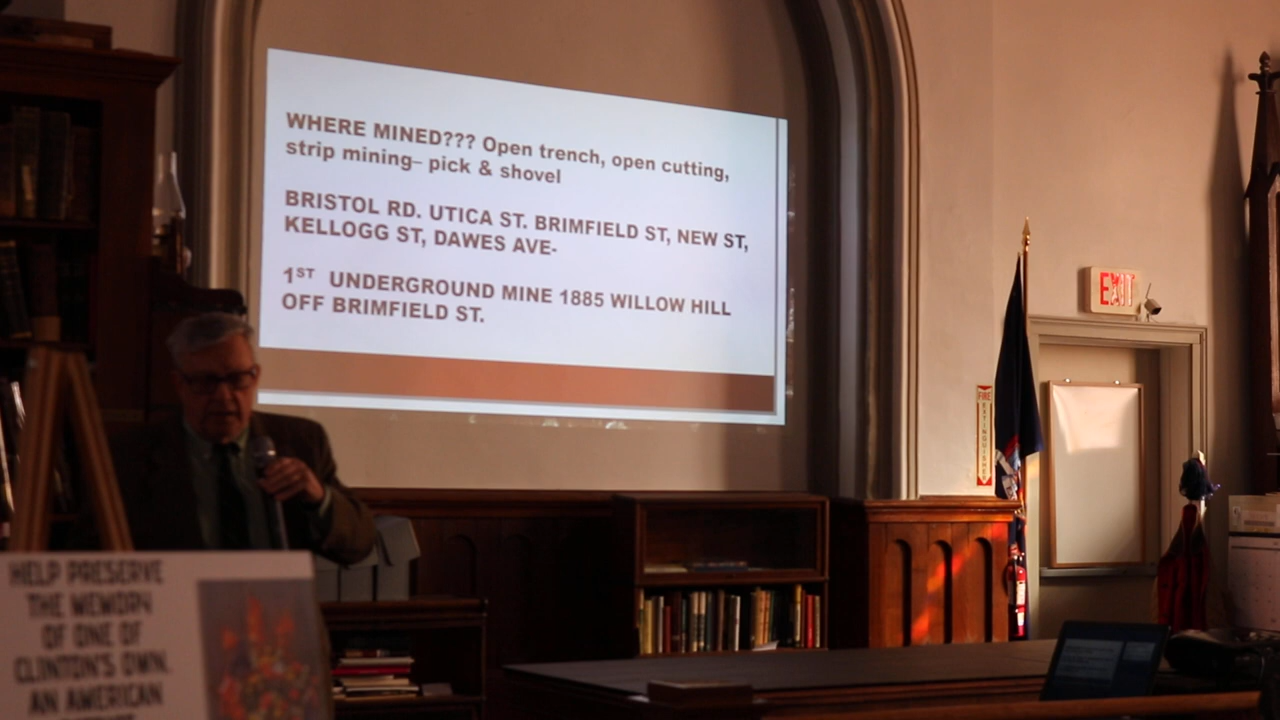 WHERE MINED??? Open trench, open cutting,
strip mining– pick & shovel
BRISTOL RD. UTICA ST. BRIMFIELD ST, NEW ST,
KELLOGG ST, DAWES AVE-
1ST UNDERGROUND MINE 1885 WILLOW HILL
OFF BRIMFIELD ST.
EXIT
FIRE
EXTINGUISHER
HELP PRESERVE
THE MEMORY
OF ONE OF
CLINTON'S OWN.
AN AMERICAN